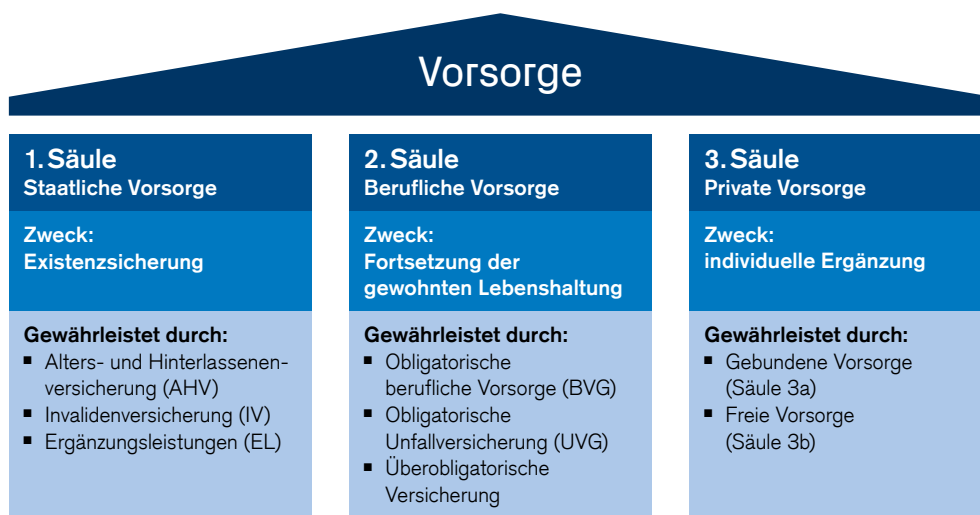 Vorsorge
1. Säule
Staatliche Vorsorge
Zweck:
Existenzsicherung
Gewährleistet durch:
▪ Alters- und Hinterlassenen-
versicherung (AHV)
▪ Invalidenversicherung (IV)
▪ Ergänzungsleistungen (EL)
2. Säule
Berufliche Vorsorge
Zweck:
Fortsetzung der
gewohnten Lebenshaltung
Gewährleistet durch:
▪ Obligatorische
berufliche Vorsorge (BVG)
▪ Obligatorische
Unfallversicherung (UVG)
▪ Überobligatorische
Versicherung
3. Säule
Private Vorsorge
Zweck:
individuelle Ergänzung
Gewährleistet durch:
▪ Gebundene Vorsorge
(Säule 3a)
▪ Freie Vorsorge
(Säule 3b)